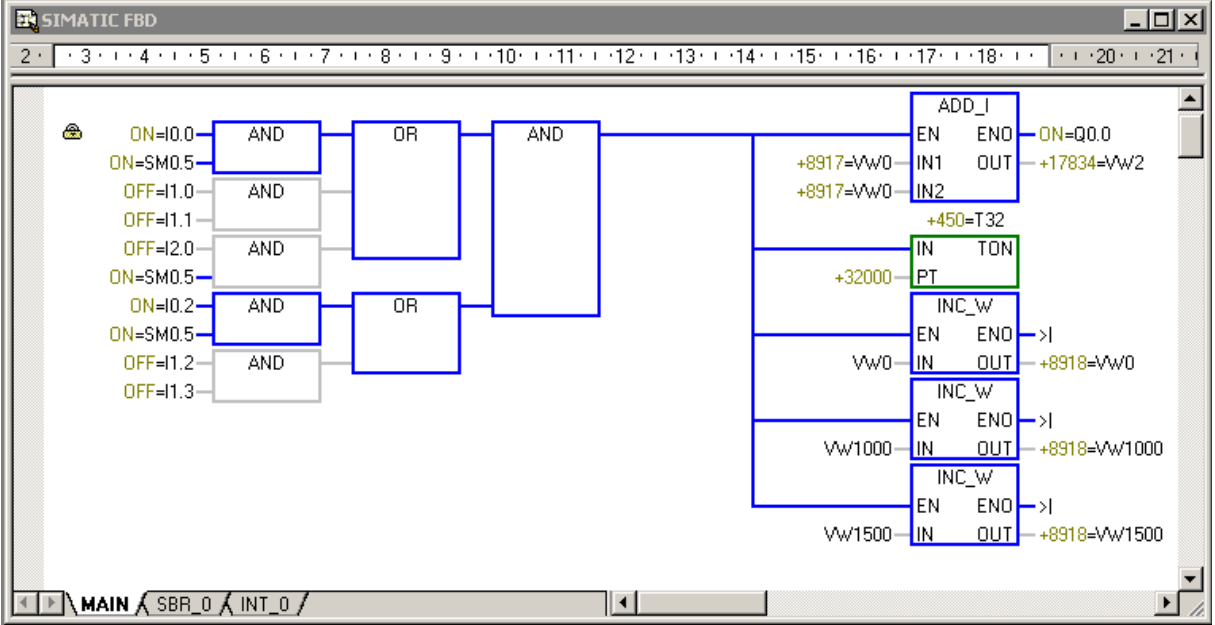 SIMATIC FBD
2 · · 3 · ı · 4 · ı · 5 · ı · 6 · ı · 7 · ı · 8 · ı · 9 · ı · 10 · ı · 11 · ı · 12 · ı · 13 · ı · 14 · ı · 15 · ı · 16 · ı · 17 · ı · 18 · ı · · ı · 20 · ı · 21 · ı
ADD_I
ON=I0.0 AND OR AND EN ENO ON=Q0.0
ON=SM0.5 +8917=VW0 IN1 OUT +17834=VW2
OFF=I1.0 AND +8917=VW0 IN2
OFF=I1.1 +450=T32
OFF=I2.0 AND IN TON
ON=SM0.5 +32000 PT
ON=I0.2 AND OR INC_W
ON=SM0.5 EN ENO >|
OFF=I1.2 AND VW0 IN OUT +8918=VW0
OFF=I1.3 INC_W
EN ENO >|
VW1000 IN OUT +8918=VW1000
INC_W
EN ENO >|
VW1500 IN OUT +8918=VW1500
MAIN SBR_0 INT_0